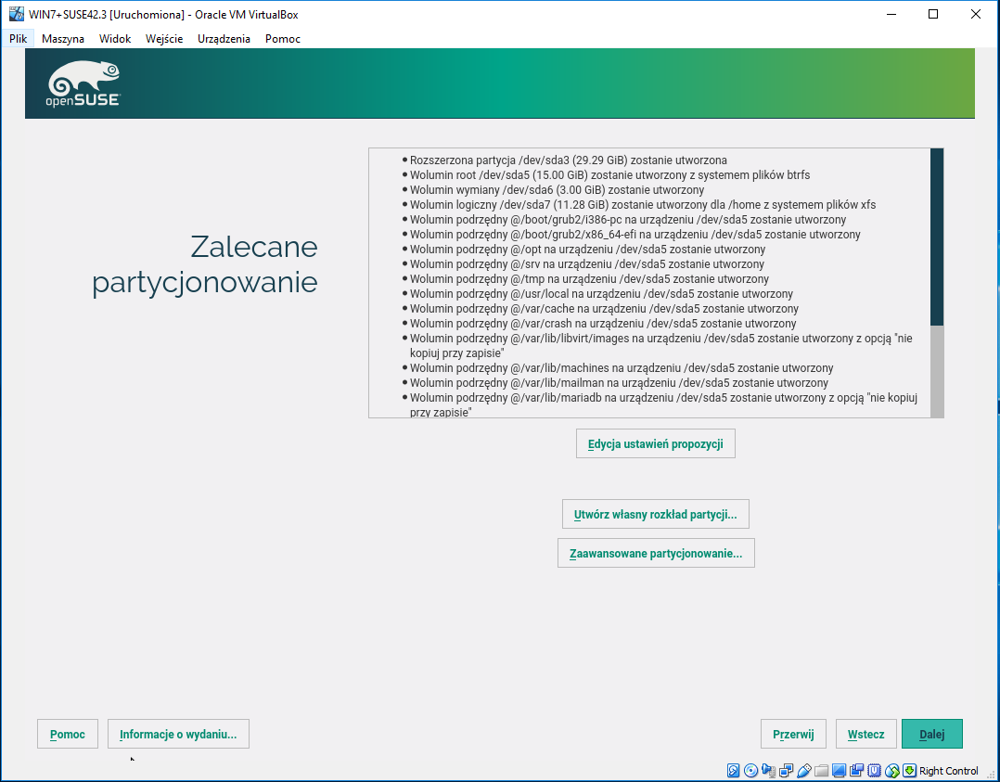 WIN7+SUSE42.3 [Uruchomiona] - Oracle VM VirtualBox
Plik Maszyna Widok Wejście Urządzenia Pomoc
openSUSE
Zalecane
partycjonowanie
Rozszerzona partycja /dev/sda3 (29.29 GiB) zostanie utworzona
Wolumin root /dev/sda5 (15.00 GiB) zostanie utworzony z systemem plików btrfs
Wolumin wymiany /dev/sda6 (3.00 GiB) zostanie utworzony
Wolumin logiczny /dev/sda7 (11.28 GiB) zostanie utworzony dla /home z systemem plików xfs
Wolumin podrzędny @/boot/grub2/i386-pc na urządzeniu /dev/sda5 zostanie utworzony
Wolumin podrzędny @/boot/grub2/x86_64-efi na urządzeniu /dev/sda5 zostanie utworzony
Wolumin podrzędny @/opt na urządzeniu /dev/sda5 zostanie utworzony
Wolumin podrzędny @/srv na urządzeniu /dev/sda5 zostanie utworzony
Wolumin podrzędny @/tmp na urządzeniu /dev/sda5 zostanie utworzony
Wolumin podrzędny @/usr/local na urządzeniu /dev/sda5 zostanie utworzony
Wolumin podrzędny @/var/cache na urządzeniu /dev/sda5 zostanie utworzony
Wolumin podrzędny @/var/crash na urządzeniu /dev/sda5 zostanie utworzony
Wolumin podrzędny @/var/lib/libvirt/images na urządzeniu /dev/sda5 zostanie utworzony z opcją "nie
kopiuj przy zapisie"
Wolumin podrzędny @/var/lib/machines na urządzeniu /dev/sda5 zostanie utworzony
Wolumin podrzędny @/var/lib/mailman na urządzeniu /dev/sda5 zostanie utworzony
Wolumin podrzędny @/var/lib/mariadb na urządzeniu /dev/sda5 zostanie utworzony z opcją "nie kopiuj
przy zapisie"
Edycja ustawień propozycji
Utwórz własny rozkład partycji...
Zaawansowane partycjonowanie...
Pomoc Informacje o wydaniu... Przerwij Wstecz Dalej
Right Control